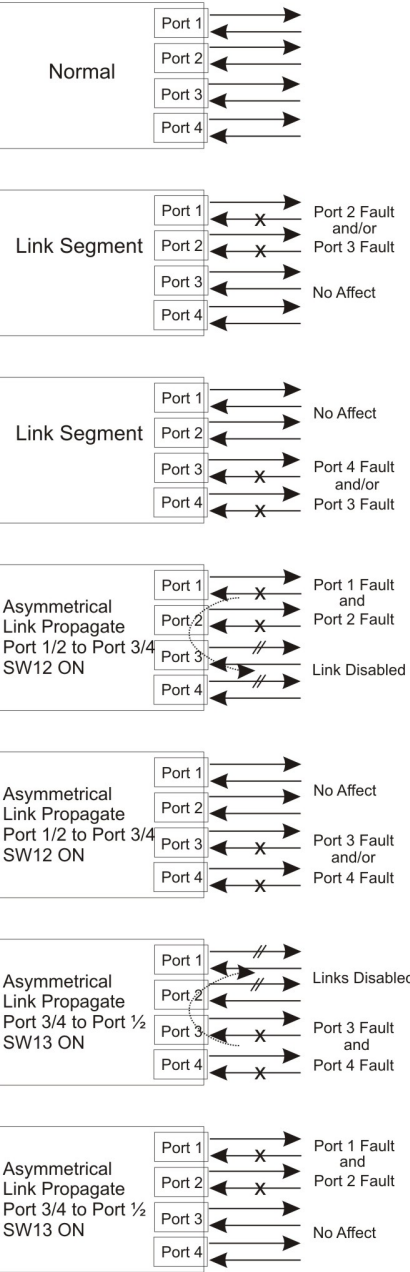 Normal
Port 1
Port 2
Port 3
Port 4
Link Segment
Port 1
Port 2
Port 3
Port 4
X
X
Port 2 Fault
and/or
Port 3 Fault
No Affect
Link Segment
Port 1
Port 2
Port 3
Port 4
X
X
No Affect
Port 4 Fault
and/or
Port 3 Fault
Asymmetrical
Link Propagate
Port 1/2 to Port 3/4
SW12 ON
Port 1
Port 2
Port 3
Port 4
X
X
Port 1 Fault
and
Port 2 Fault
Link Disabled
Asymmetrical
Link Propagate
Port 1/2 to Port 3/4
SW12 ON
Port 1
Port 2
Port 3
Port 4
X
X
No Affect
Port 3 Fault
and/or
Port 4 Fault
Asymmetrical
Link Propagate
Port 3/4 to Port ½
SW13 ON
Port 1
Port 2
Port 3
Port 4
X
X
Links Disabled
Port 3 Fault
and
Port 4 Fault
Asymmetrical
Link Propagate
Port 3/4 to Port ½
SW13 ON
Port 1
Port 2
Port 3
Port 4
X
X
Port 1 Fault
and
Port 2 Fault
No Affect